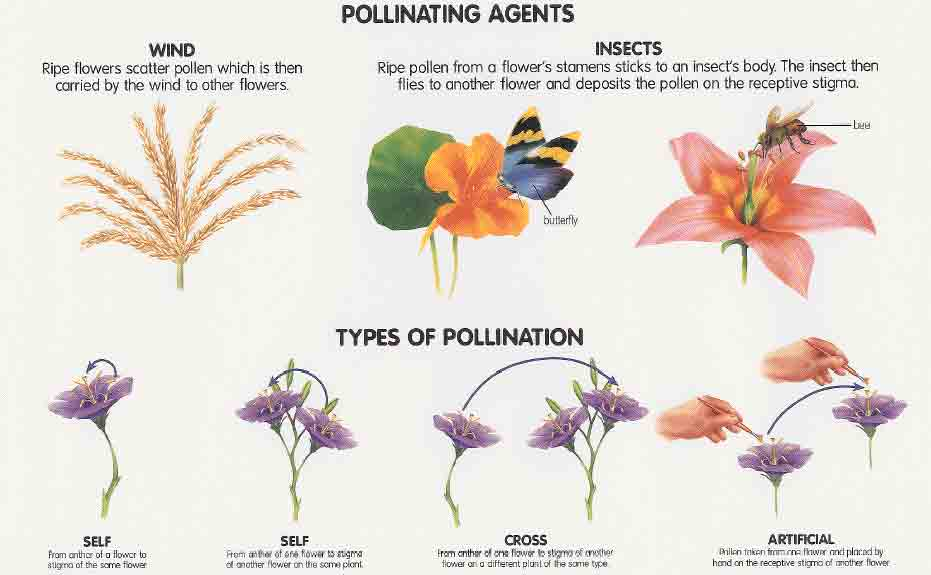 POLLINATING AGENTS
WIND
Ripe flowers scatter pollen which is then
carried by the wind to other flowers.
INSECTS
Ripe pollen from a flower's stamens sticks to an insect's body. The insect then
flies to another flower and deposits the pollen on the receptive stigma.
bee
butterfly
TYPES OF POLLINATION
SELF
From anther of a flower to
stigma of the same flower
SELF
From anther of one flower to stigma
of another flower on the same plant.
CROSS
From anther of one flower to stigma of another
flower on a different plant of the same type.
ARTIFICIAL
Pollen taken from one flower and placed by
hand on the receptive stigma of another flower